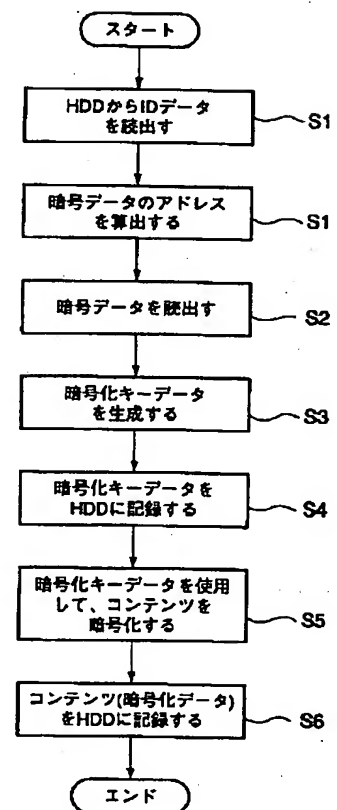 スタート
HDDからIDデータ
を読出す
S1
暗号データのアドレス
を算出する
S1
暗号データを読出す
S2
暗号化キーデータ
を生成する
S3
暗号化キーデータを
HDDに記録する
S4
暗号化キーデータを使用
して、コンテンツを
暗号化する
S5
コンテンツ(暗号化データ)
をHDDに記録する
S6
エンド